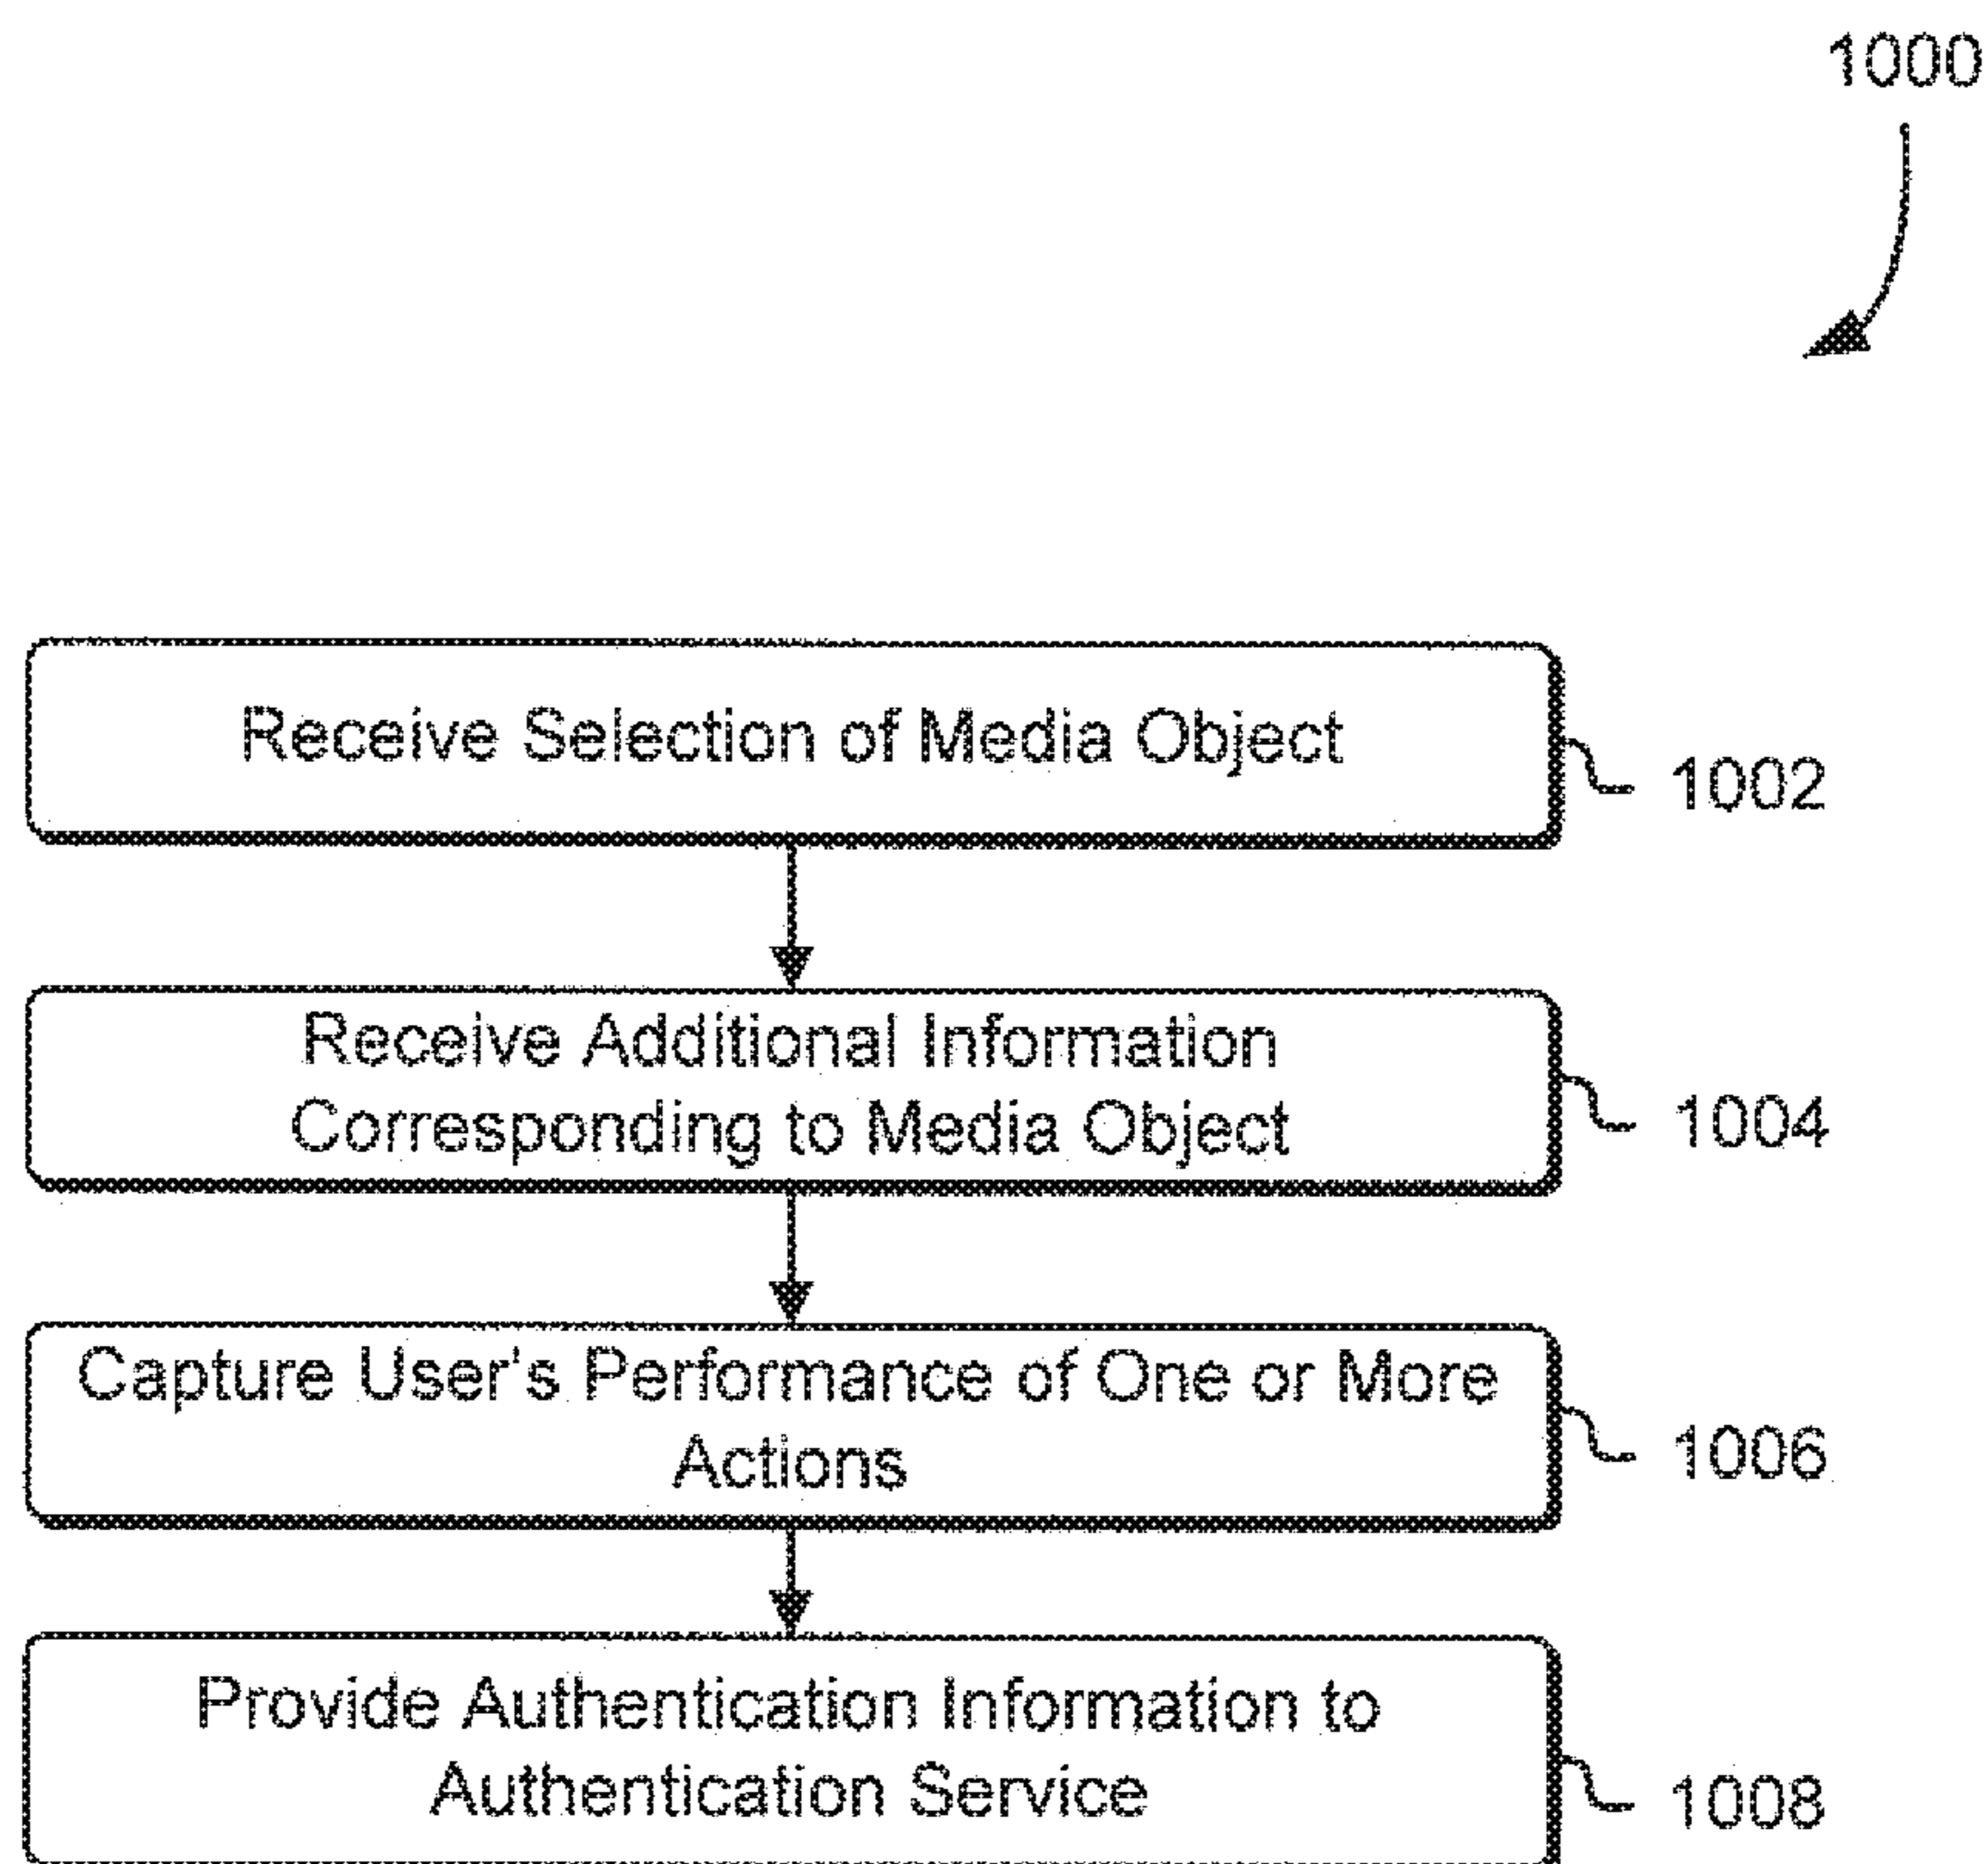 1000
Receive Selection of Media Object
1002
Receive Additional Information
Corresponding to Media Object
1004
Capture User's Performance of One or More
Actions
1006
Provide Authentication Information to
Authentication Service
1008